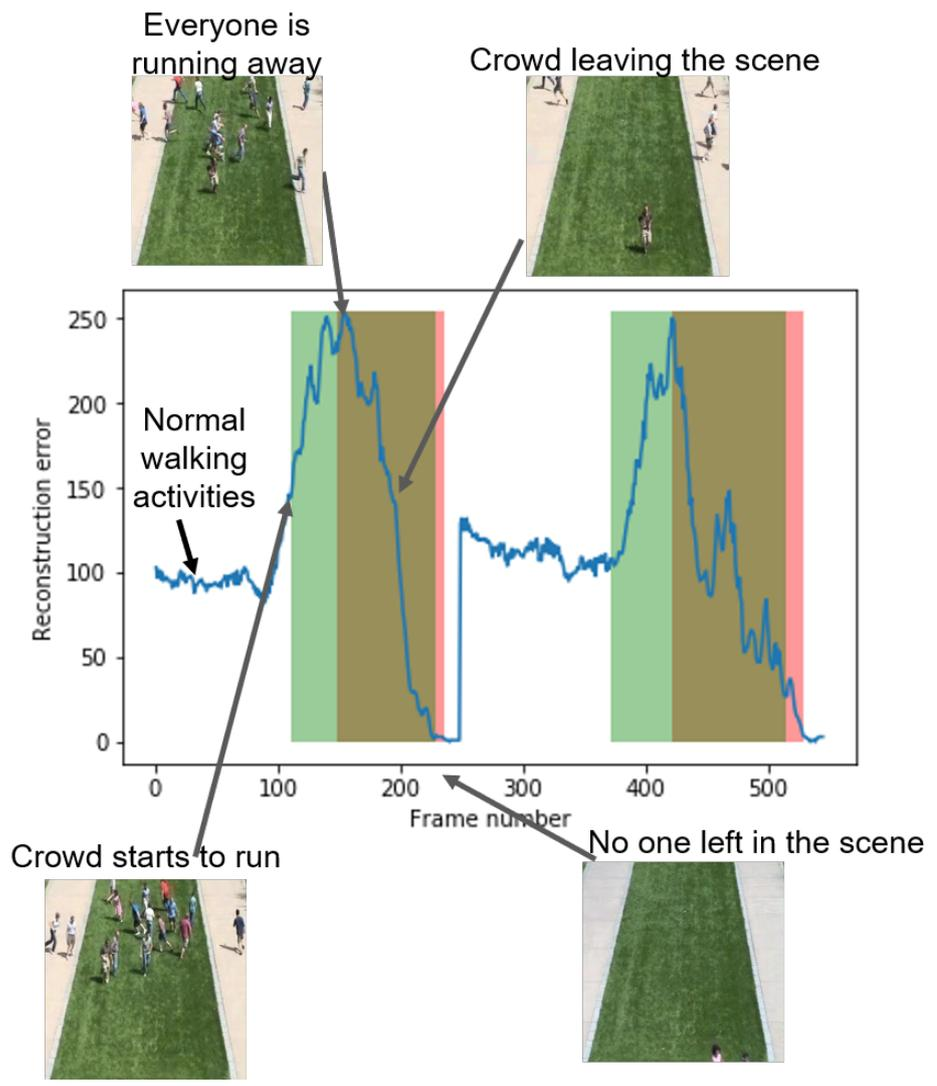 Everyone is
running away
Crowd leaving the scene
250
200
150
100
50
0
Reconstruction error
Normal
walking
activities
0 100 200 300 400 500
Frame number
Crowd starts to run
No one left in the scene